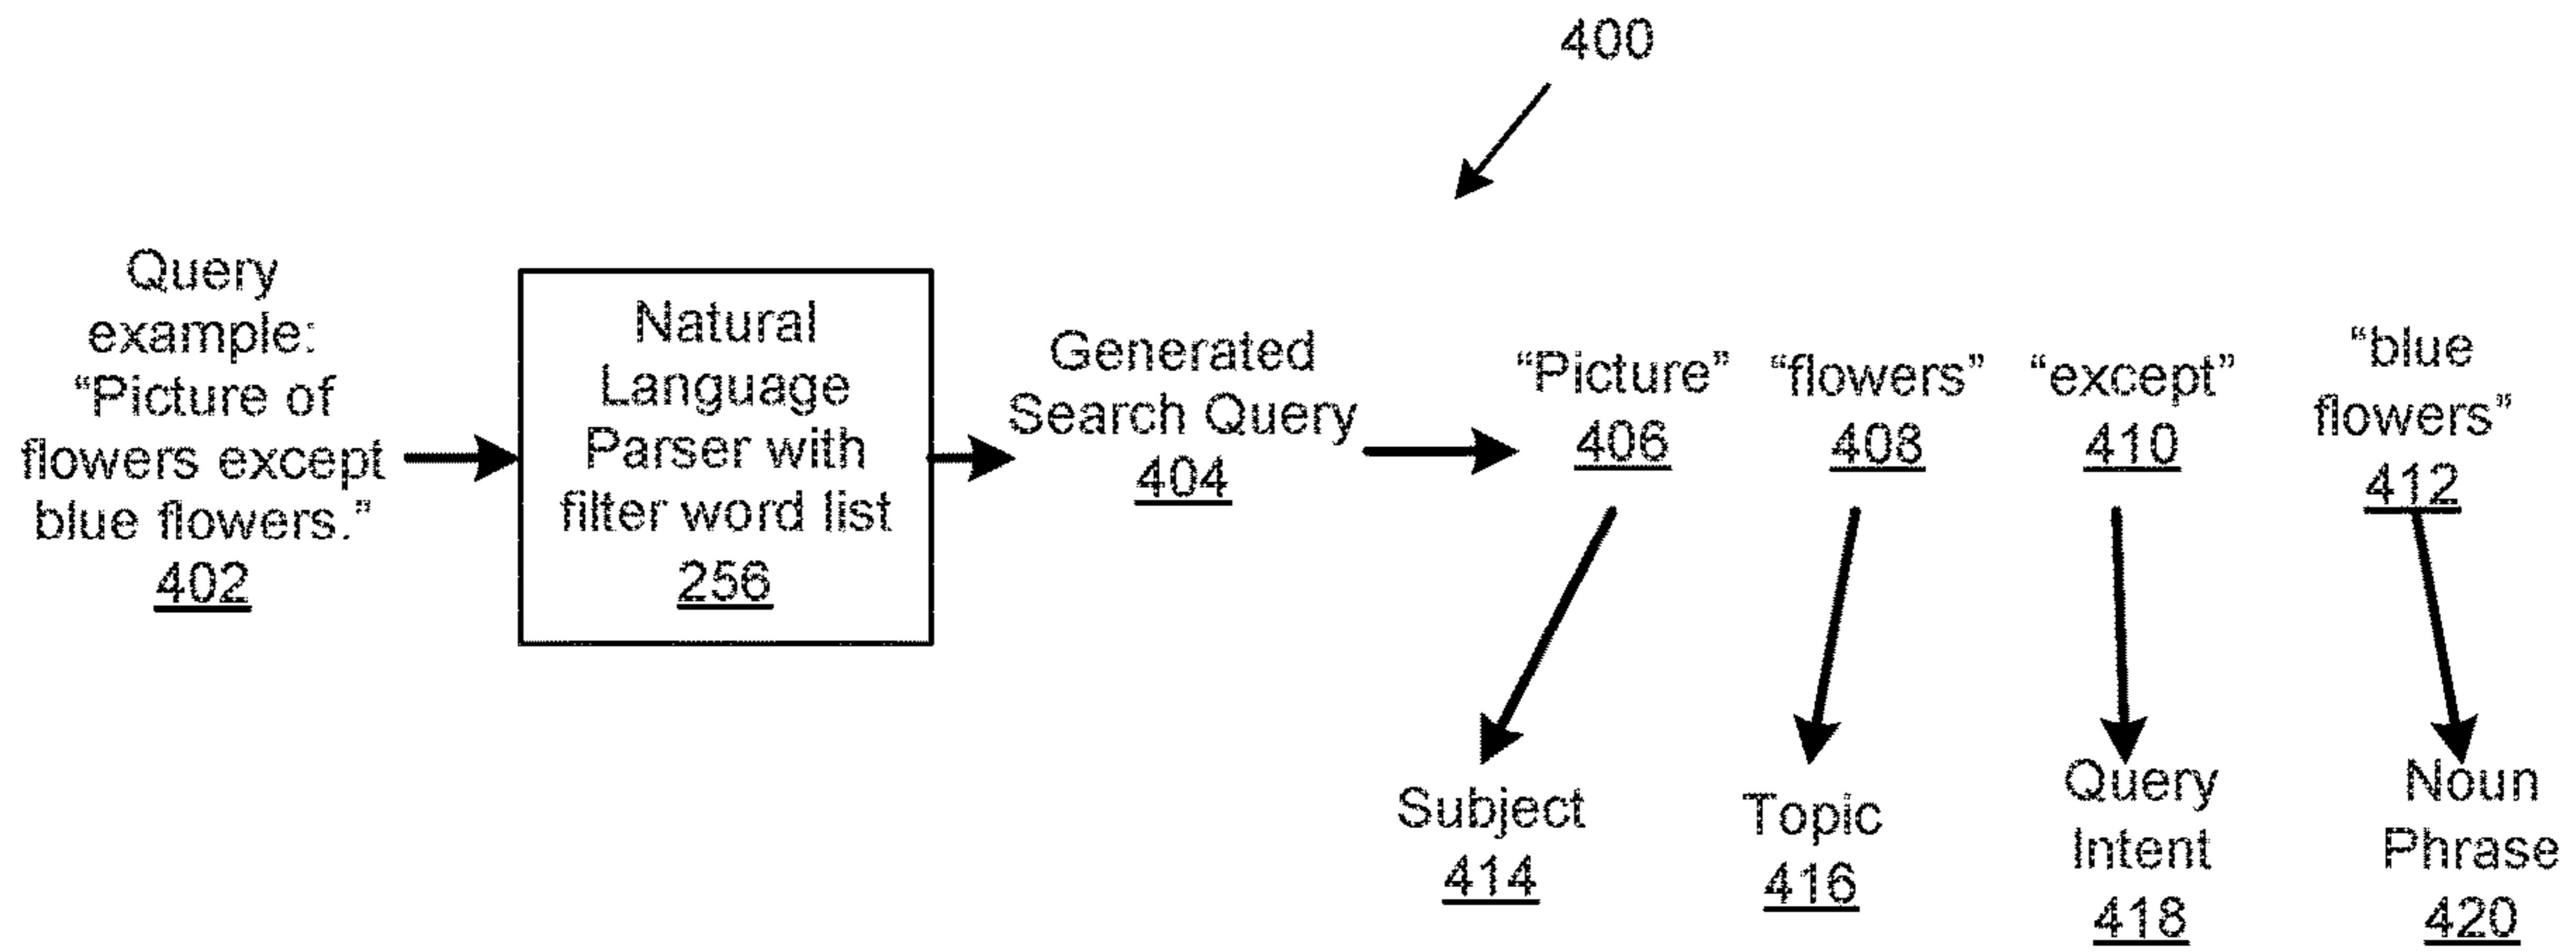 400
Query
example:
“Picture of
flowers except
blue flowers.”
402
Natural
Language
Parser with
filter word list
256
Generated
Search Query
404
“Picture”
406
“flowers”
408
“except”
410
“blue
flowers”
412
Subject
414
Topic
416
Query
Intent
418
Noun
Phrase
420